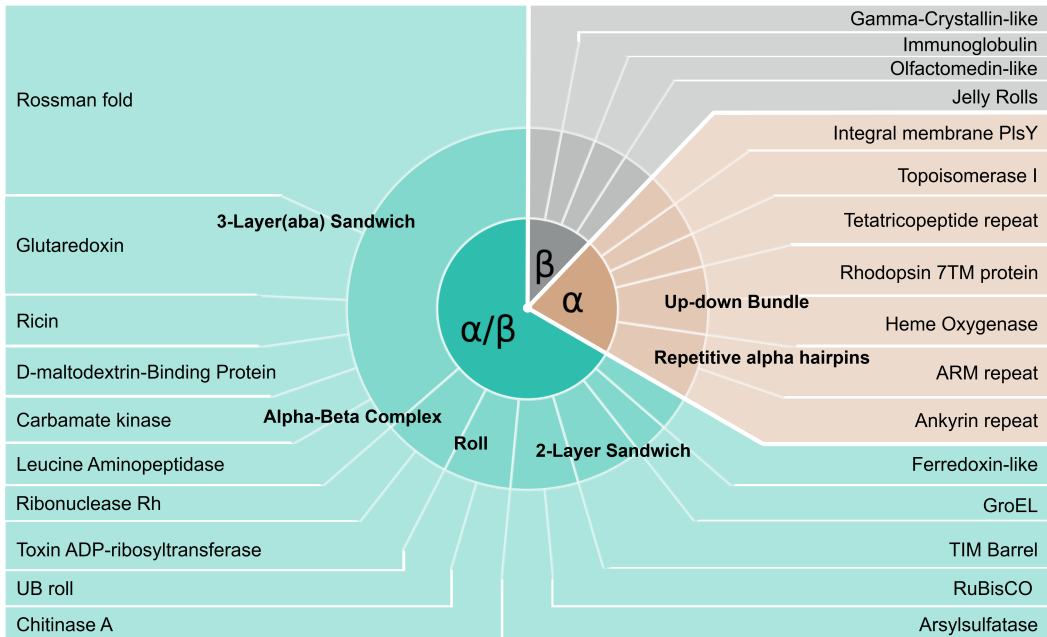 Gamma-Crystallin-like
Immunoglobulin
Olfactomedin-like
Jelly Rolls
Integral membrane PlsY
Topoisomerase I
Tetatricopeptide repeat
Rhodopsin 7TM protein
Heme Oxygenase
ARM repeat
Ankyrin repeat
Ferredoxin-like
GroEL
TIM Barrel
RuBisCO
Arsylsulfatase
Rossman fold
Glutaredoxin
Ricin
D-maltodextrin-Binding Protein
Carbamate kinase
Leucine Aminopeptidase
Ribonuclease Rh
Toxin ADP-ribosyltransferase
UB roll
Chitinase A
3-Layer(aba) Sandwich
Alpha-Beta Complex
Roll
2-Layer Sandwich
Up-down Bundle
Repetitive alpha hairpins
β
α
α/β